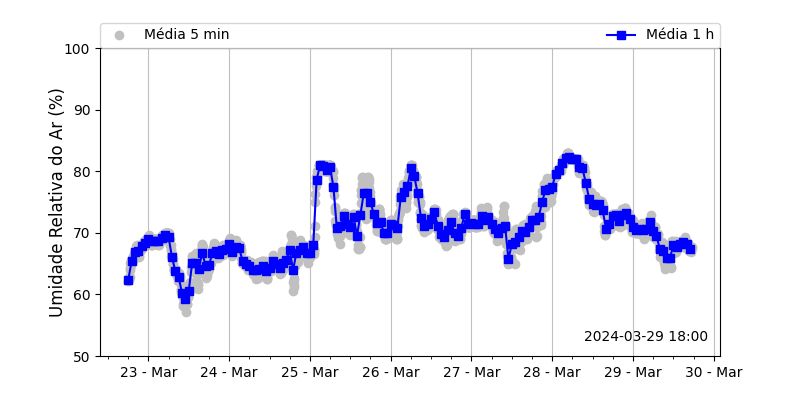 Média 5 min
Média 1 h
100
90
80
70
60
50
Umidade Relativa do Ar (%)
2024-03-29 18:00
23 - Mar
24 - Mar
25 - Mar
26 - Mar
27 - Mar
28 - Mar
29 - Mar
30 - Mar